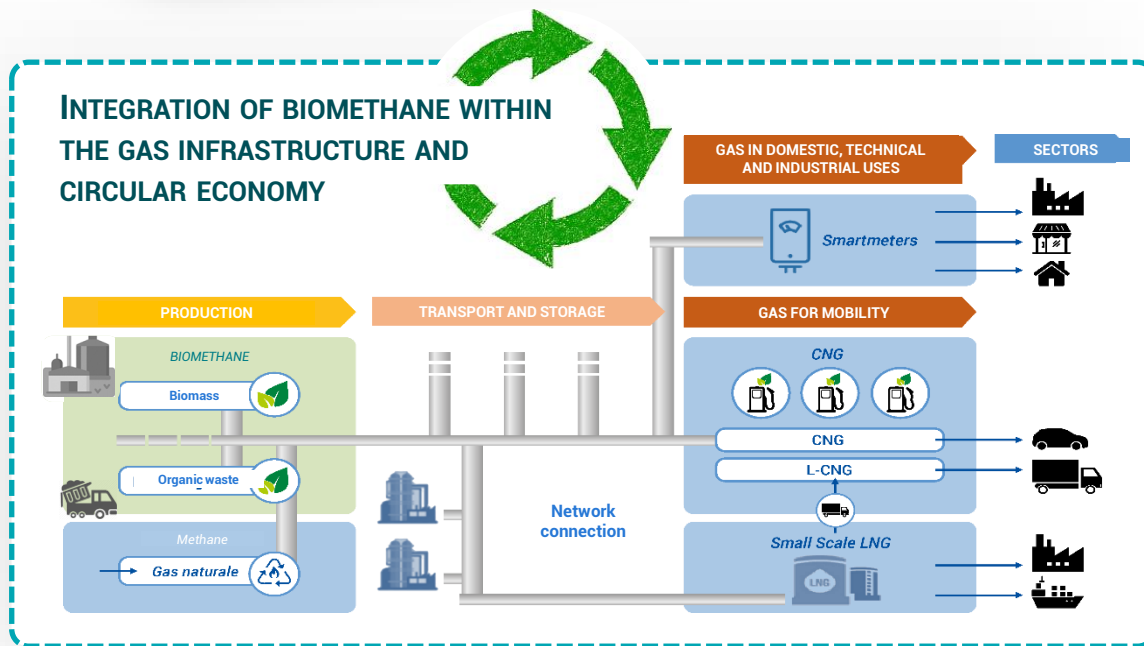 INTEGRATION OF BIOMETHANE WITHIN
THE GAS INFRASTRUCTURE AND
CIRCULAR ECONOMY
GAS IN DOMESTIC, TECHNICAL
AND INDUSTRIAL USES
SECTORS
Smartmeters
PRODUCTION
TRANSPORT AND STORAGE
GAS FOR MOBILITY
BIOMETHANE
CNG
Biomass
CNG
Organic waste
L-CNG
Network
connection
Methane
Small Scale LNG
Gas naturale
LNG